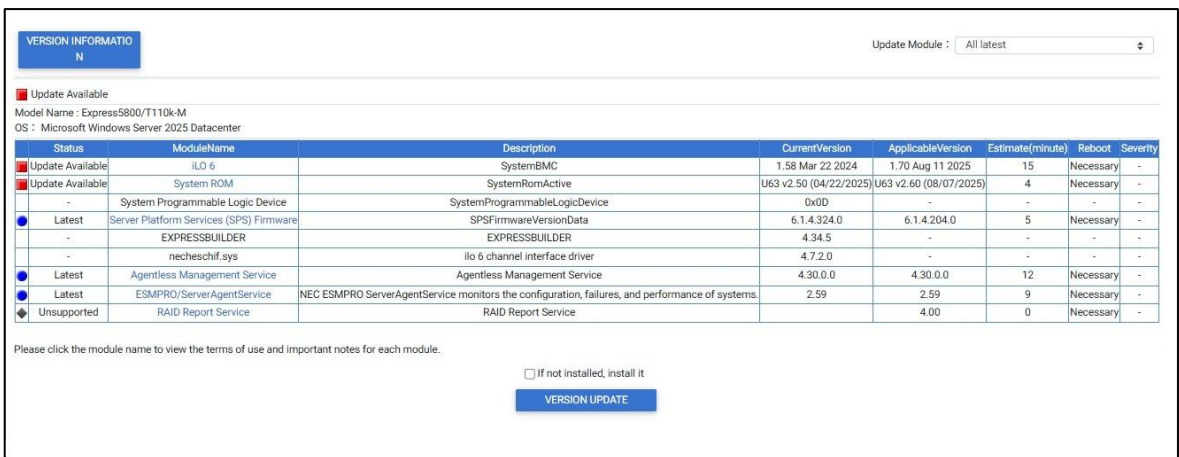 VERSION INFORMATIO
N
Update Module : All latest
Update Available
Model Name : Express5800/T110k-M
OS : Microsoft Windows Server 2025 Datacenter
Status ModuleName Description CurrentVersion ApplicableVersion Estimate(minute) Reboot Severity
Update Available iLO 6 SystemBMC 1.58 Mar 22 2024 1.70 Aug 11 2025 15 Necessary -
Update Available System ROM SystemRomActive U63 v2.50 (04/22/2025) U63 v2.60 (08/07/2025) 4 Necessary -
- System Programmable Logic Device SystemProgrammableLogicDevice 0x0D - - - -
Latest Server Platform Services (SPS) Firmware SPSFirmwareVersionData 6.1.4.324.0 6.1.4.204.0 5 Necessary -
- EXPRESSBUILDER EXPRESSBUILDER 4.34.5 - - - -
- necheschif.sys ilo 6 channel interface driver 4.7.2.0 - - - -
Latest Agentless Management Service Agentless Management Service 4.30.0.0 4.30.0.0 12 Necessary -
Latest ESMPRO/ServerAgentService NEC ESMPRO ServerAgentService monitors the configuration, failures, and performance of systems. 2.59 2.59 9 Necessary -
Unsupported RAID Report Service RAID Report Service 4.00 0 Necessary -
Please click the module name to view the terms of use and important notes for each module.
If not installed, install it
VERSION UPDATE